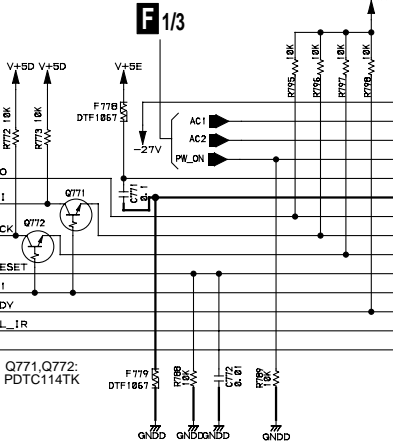 F 1/3
V+5D V+5D
V+5E
R772 10K
R773 10K
F778
DTF1067
-27V
AC1
AC2
PW_ON
R795 10K
R796 10K
R797 10K
R798 10K
O
I
C771
0.1
Q771
Q772
CK
ESET
I
DY
L_IR
Q771,Q772:
PDTC114TK
F779
DTF1067
R788
10K
C772
0.01
R789
10K
GNDD
GNDD
GNDD
GNDD